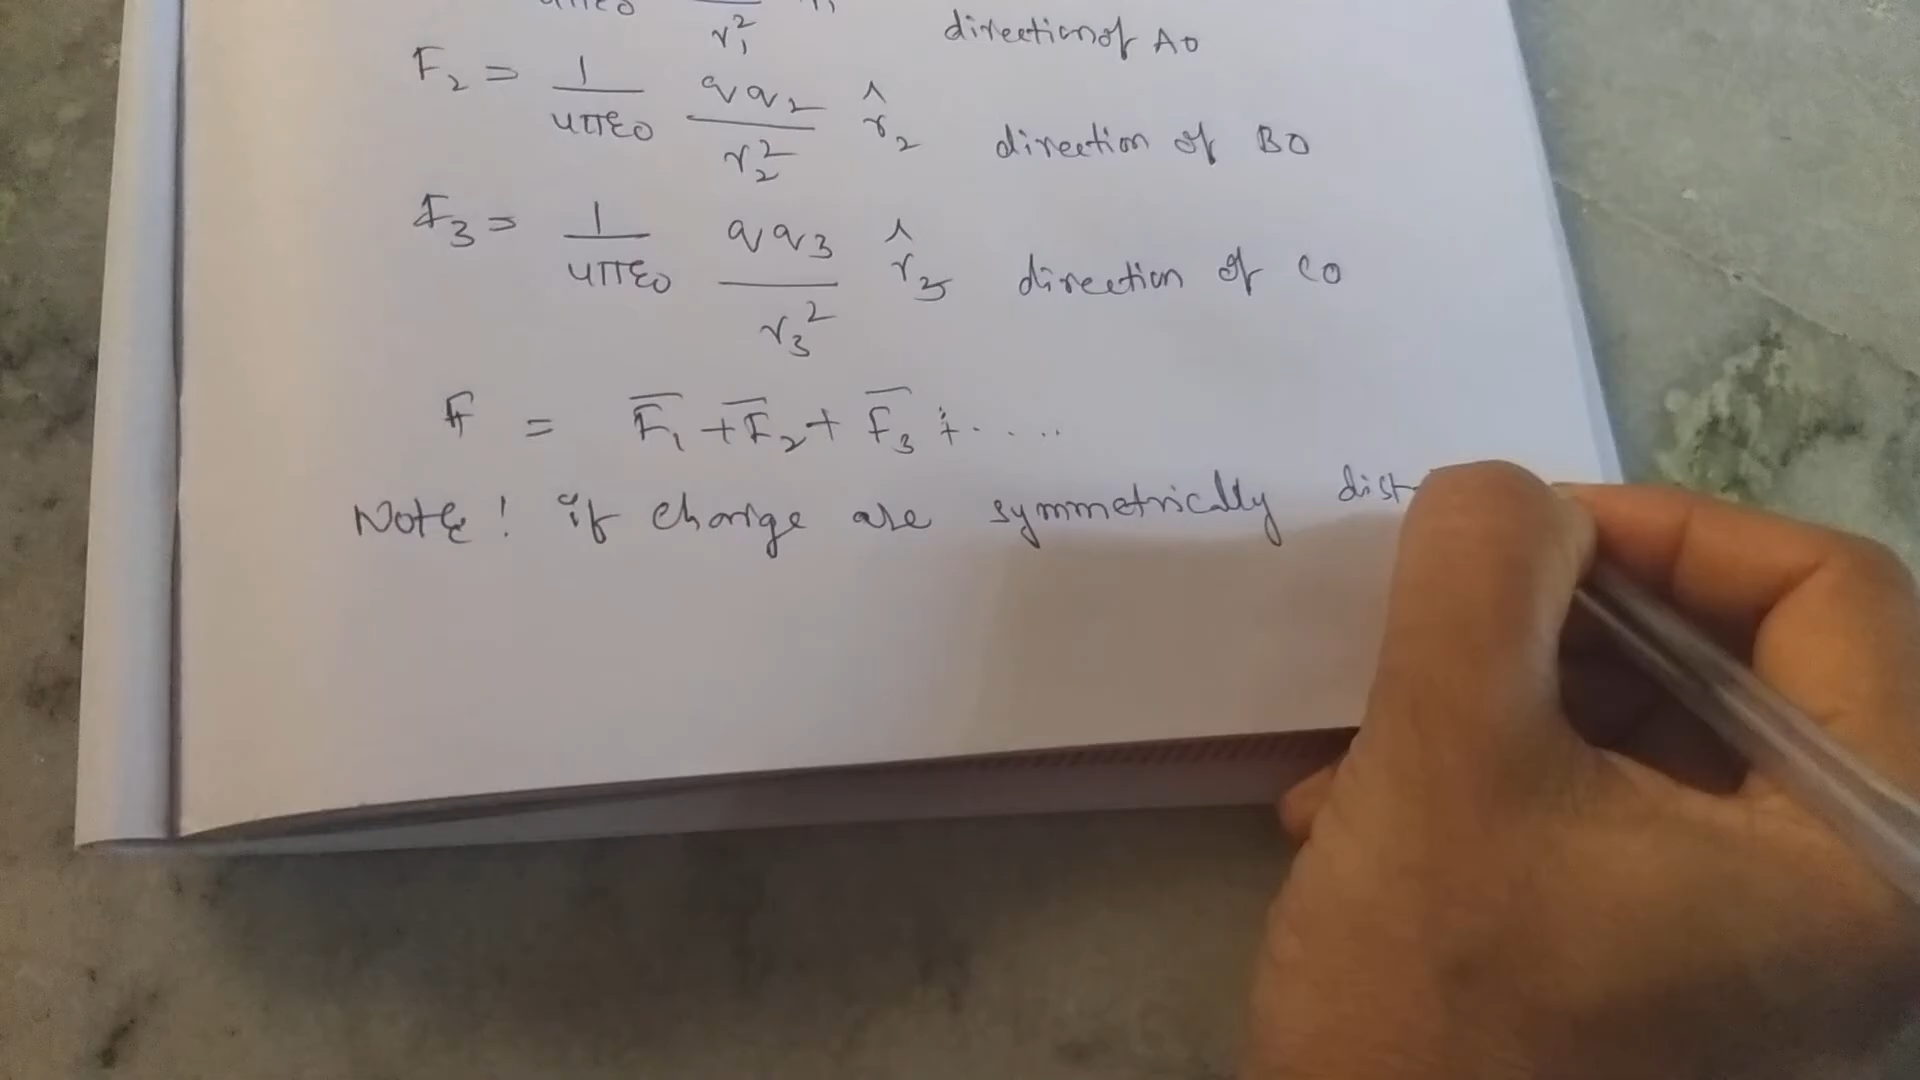 r₁² direction of AO
F₂ = 1/4πε₀ qq₂/r₂² r̂₂ direction of BO
F₃ = 1/4πε₀ qq₃/r₃² r̂₃ direction of CO
F = F̅₁ + F̅₂ + F̅₃ + . . . .
Note! if charge are symmetrically dist